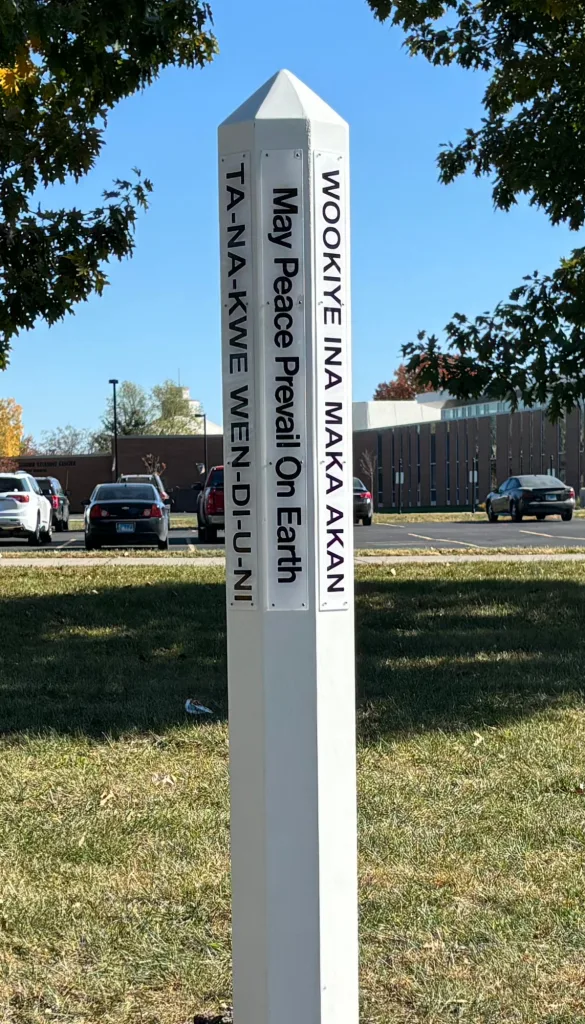 TA-NA-KWE WEN-DI-U-NI
May Peace Prevail On Earth
WOOKIYE INA MAKA AKAN